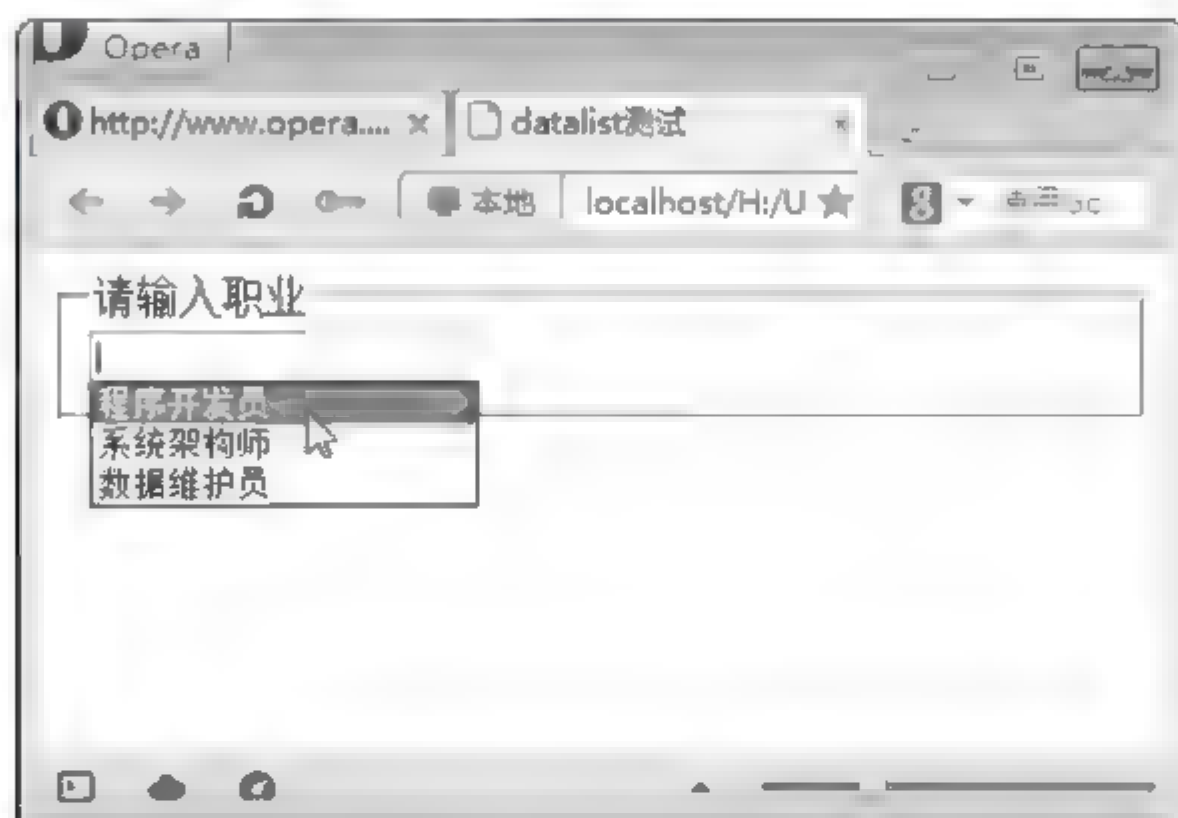 Opera
http://www.opera.... × datalist测试
本地 localhost/H:/U
请输入职业
程序开发员
系统架构师
数据维护员